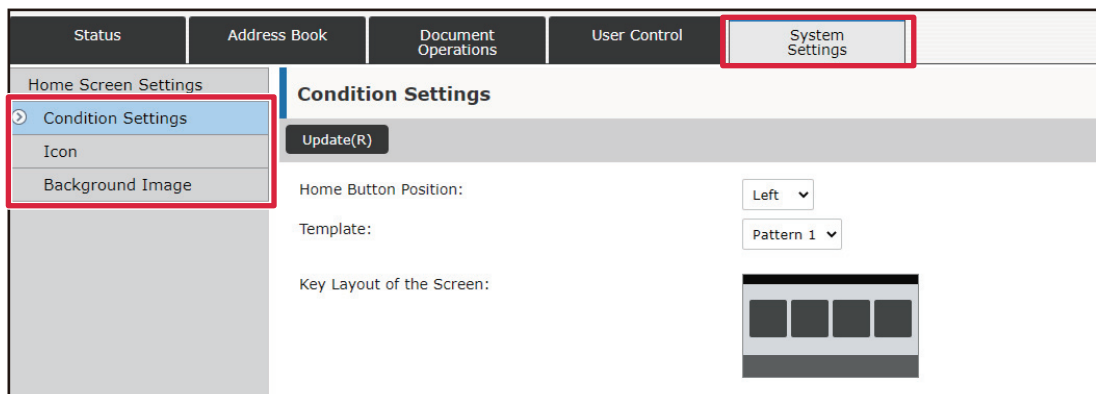 Status
Address Book
Document
Operations
User Control
System
Settings
Home Screen Settings
Condition Settings
Icon
Background Image
Condition Settings
Update(R)
Home Button Position:
Left
Template:
Pattern 1
Key Layout of the Screen: